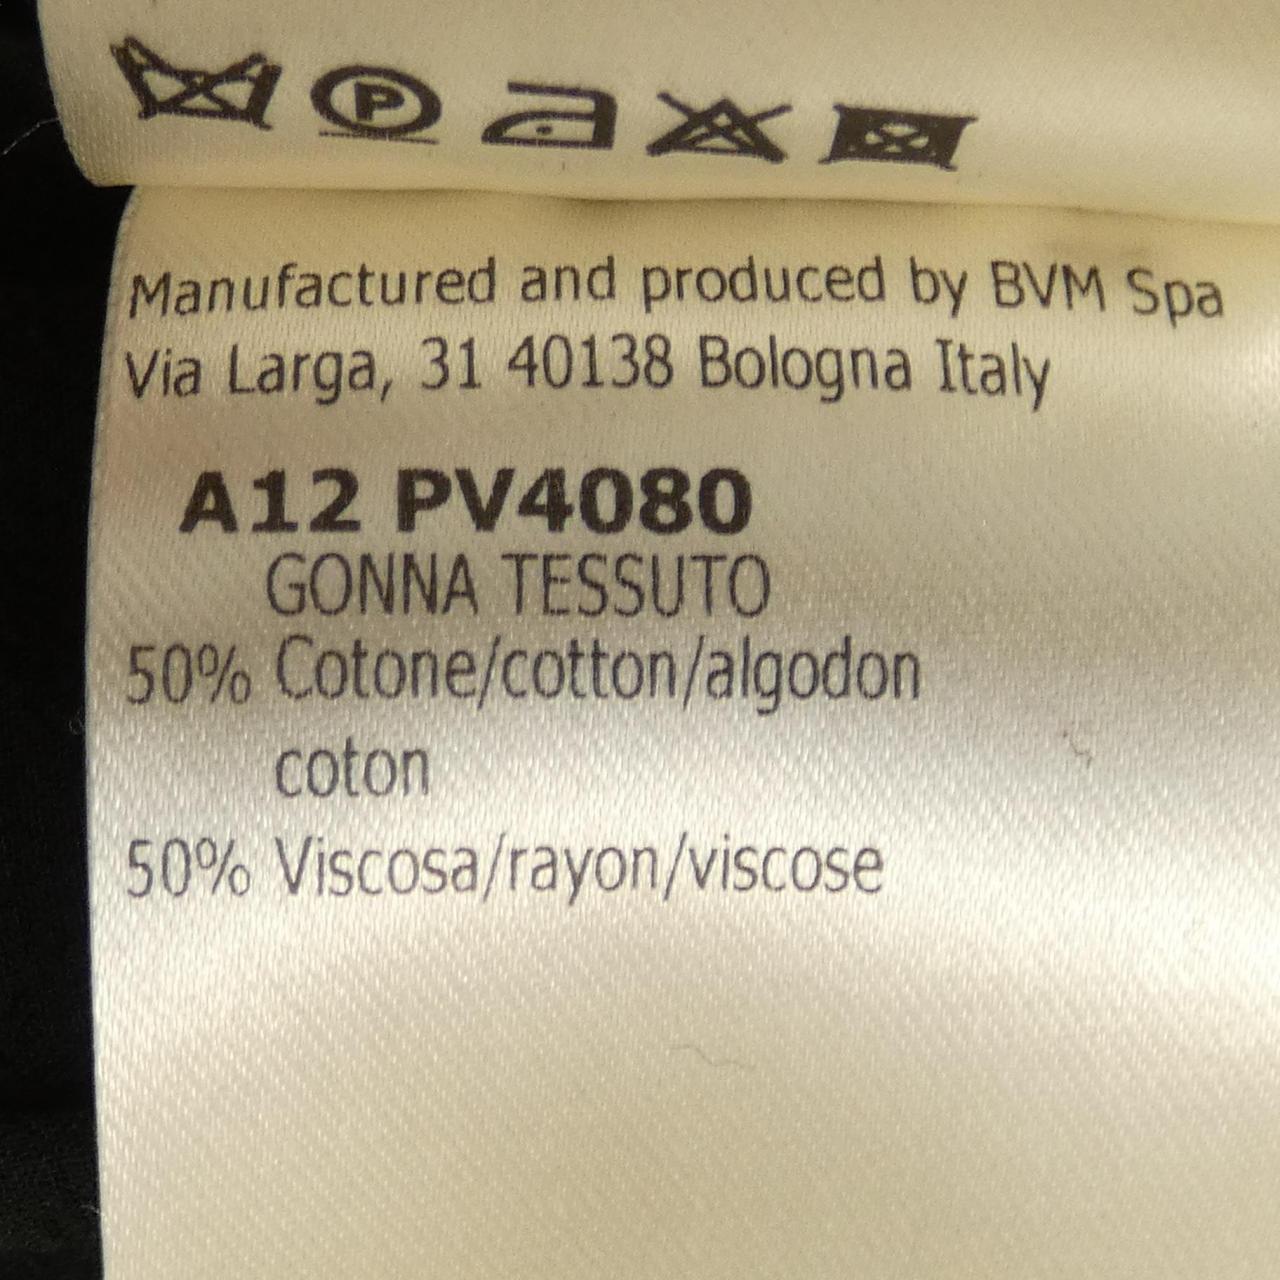 P
Manufactured and produced by BVM Spa
Via Larga, 31 40138 Bologna Italy
A12 PV4080
GONNA TESSUTO
50% Cotone/cotton/algodon
coton
50% Viscosa/rayon/viscose